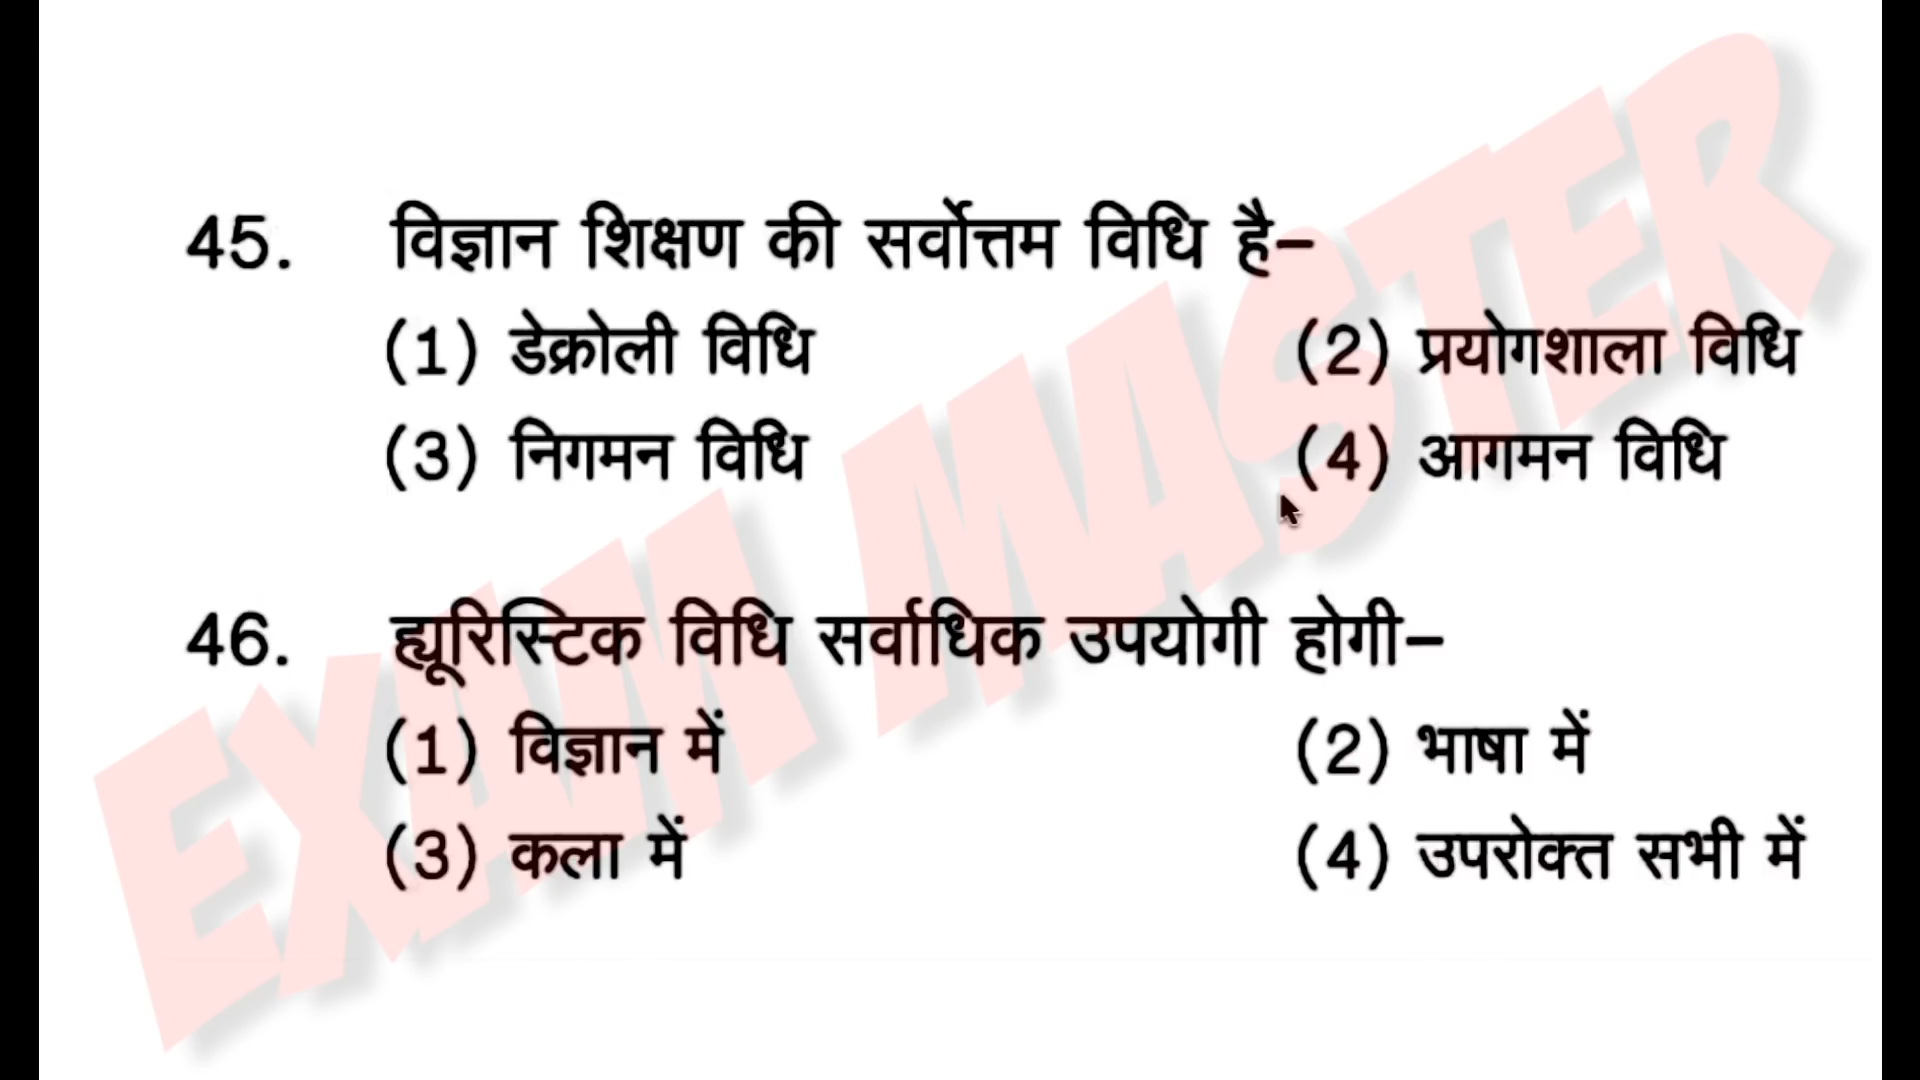 45. विज्ञान शिक्षण की सर्वोत्तम विधि है–
(1) डेक्रोली विधि (2) प्रयोगशाला विधि
(3) निगमन विधि (4) आगमन विधि
46. ह्यूरिस्टिक विधि सर्वाधिक उपयोगी होगी–
(1) विज्ञान में (2) भाषा में
(3) कला में (4) उपरोक्त सभी में
EXAM MASTER